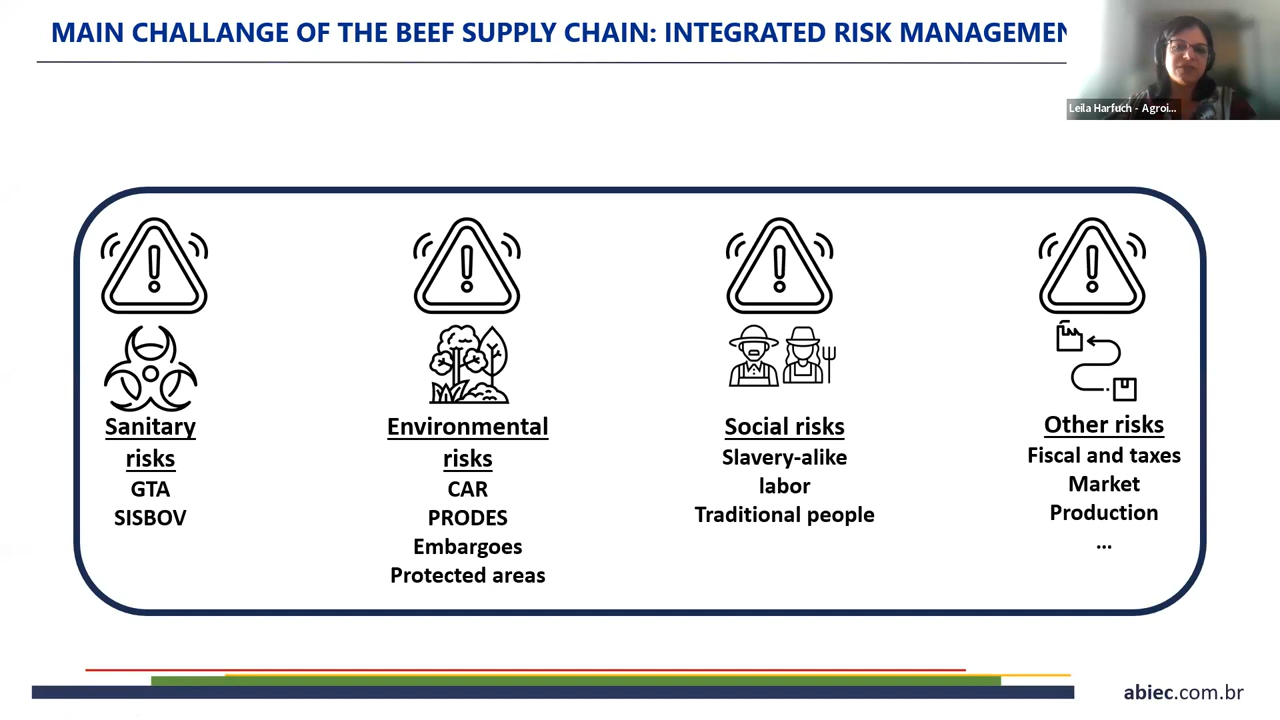 MAIN CHALLANGE OF THE BEEF SUPPLY CHAIN: INTEGRATED RISK MANAGEMEN
Leila Harfuch - Agroi...
Sanitary
risks
GTA
SISBOV
Environmental
risks
CAR
PRODES
Embargoes
Protected areas
Social risks
Slavery-alike
labor
Traditional people
Other risks
Fiscal and taxes
Market
Production
...
abiec.com.br